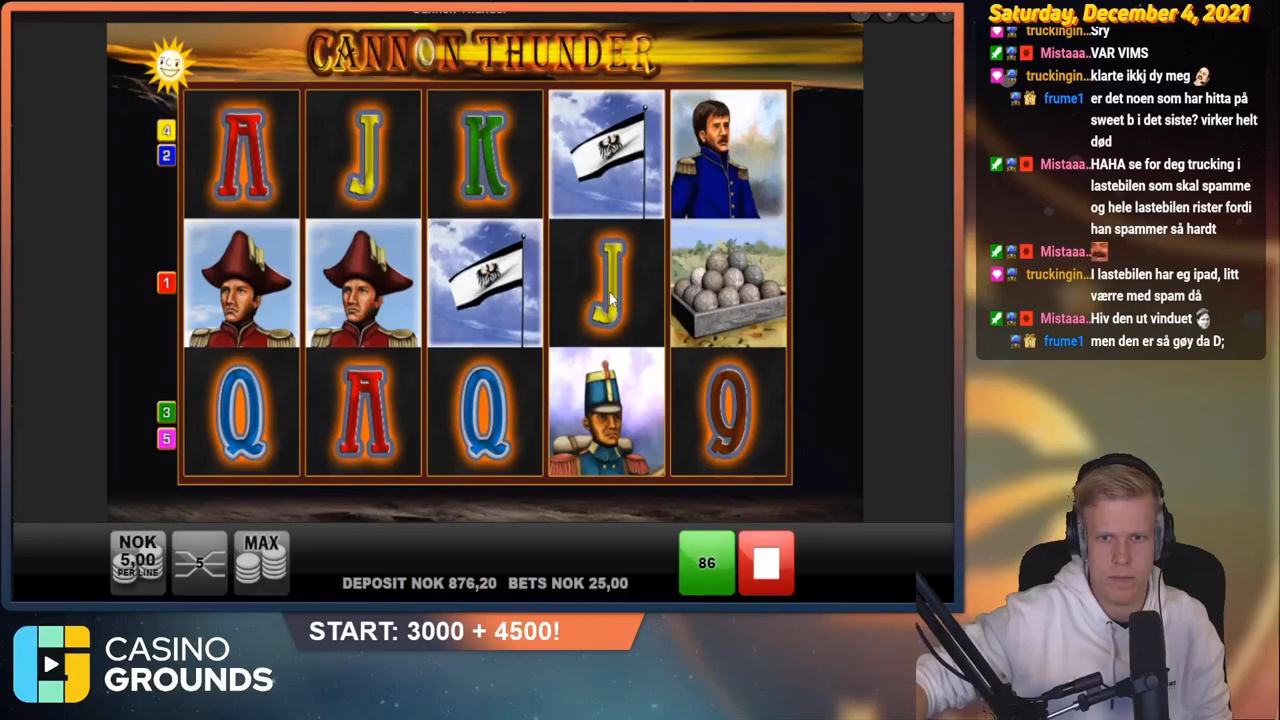 Saturday, December 4, 2021
CANNON THUNDER
A J K
4
2
1
J
3
5
Q A Q 9
NOK
5,00
PER LINE
5
MAX
DEPOSIT NOK 876,20 BETS NOK 25,00
86
START: 3000 + 4500!
CASINO
GROUNDS
truckingin... Sry
Mistaaa.. VAR VIMS
truckingin... klarte ikkj dy meg
frume1 er det noen som har hitta på
sweet b i det siste? virker helt
død
Mistaaa.. HAHA se for deg trucking i
lastebilen som skal spamme
og hele lastebilen rister fordi
han spammer så hardt
Mistaaa..
truckingin... I lastebilen har eg ipad, litt
værre med spam då
Mistaaa.. Hiv den ut vinduet
frume1 men den er så gøy da D;